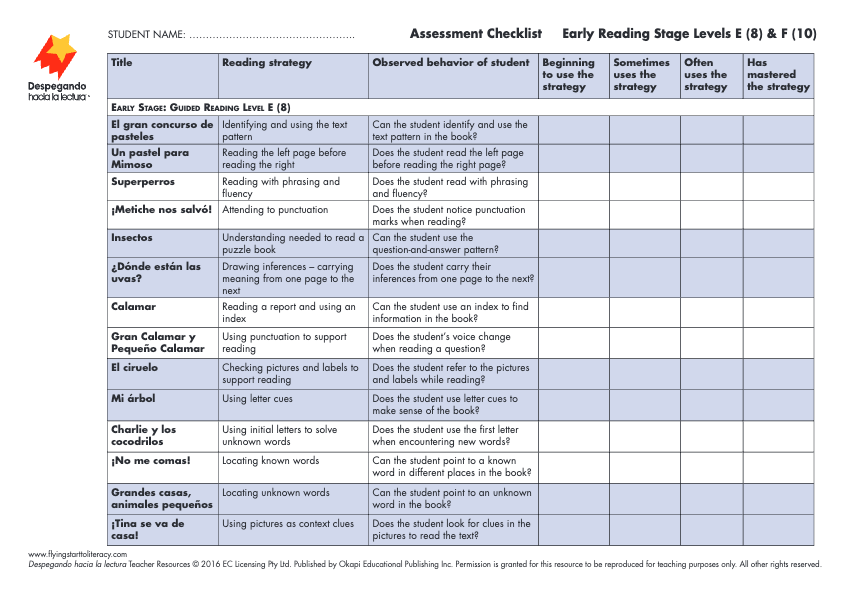 STUDENT NAME: ……………………………………………
Assessment Checklist Early Reading Stage Levels E (8) & F (10)
Despegando
hacia la lectura™
Title Reading strategy Observed behavior of student Beginning to use the strategy Sometimes uses the strategy Often uses the strategy Has mastered the strategy
Early Stage: Guided Reading Level E (8)
El gran concurso de pasteles Identifying and using the text pattern Can the student identify and use the text pattern in the book?
Un pastel para Mimoso Reading the left page before reading the right Does the student read the left page before reading the right page?
Superperros Reading with phrasing and fluency Does the student read with phrasing and fluency?
¡Metiche nos salvó! Attending to punctuation Does the student notice punctuation marks when reading?
Insectos Understanding needed to read a puzzle book Can the student use the question-and-answer pattern?
¿Dónde están las uvas? Drawing inferences – carrying meaning from one page to the next Does the student carry their inferences from one page to the next?
Calamar Reading a report and using an index Can the student use an index to find information in the book?
Gran Calamar y Pequeño Calamar Using punctuation to support reading Does the student's voice change when reading a question?
El ciruelo Checking pictures and labels to support reading Does the student refer to the pictures and labels while reading?
Mi árbol Using letter cues Does the student use letter cues to make sense of the book?
Charlie y los cocodrilos Using initial letters to solve unknown words Does the student use the first letter when encountering new words?
¡No me comas! Locating known words Can the student point to a known word in different places in the book?
Grandes casas, animales pequeños Locating unknown words Can the student point to an unknown word in the book?
¡Tina se va de casa! Using pictures as context clues Does the student look for clues in the pictures to read the text?
www.flyingstarttoliteracy.com
Despegando hacia la lectura Teacher Resources © 2016 EC Licensing Pty Ltd. Published by Okapi Educational Publishing Inc. Permission is granted for this resource to be reproduced for teaching purposes only. All other rights reserved.